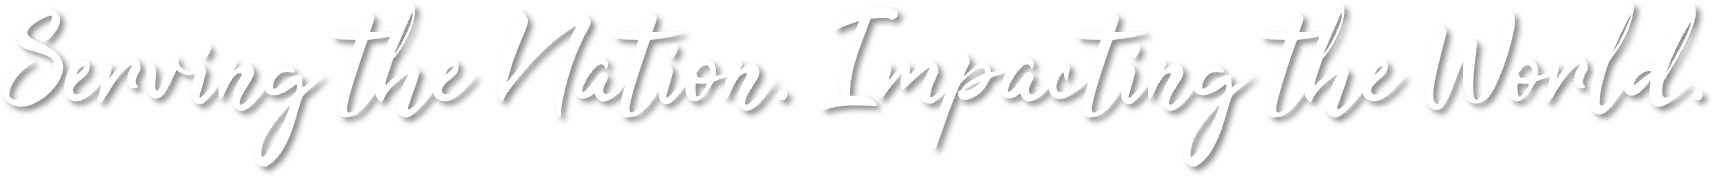 Serving the Nation. Impacting the World.